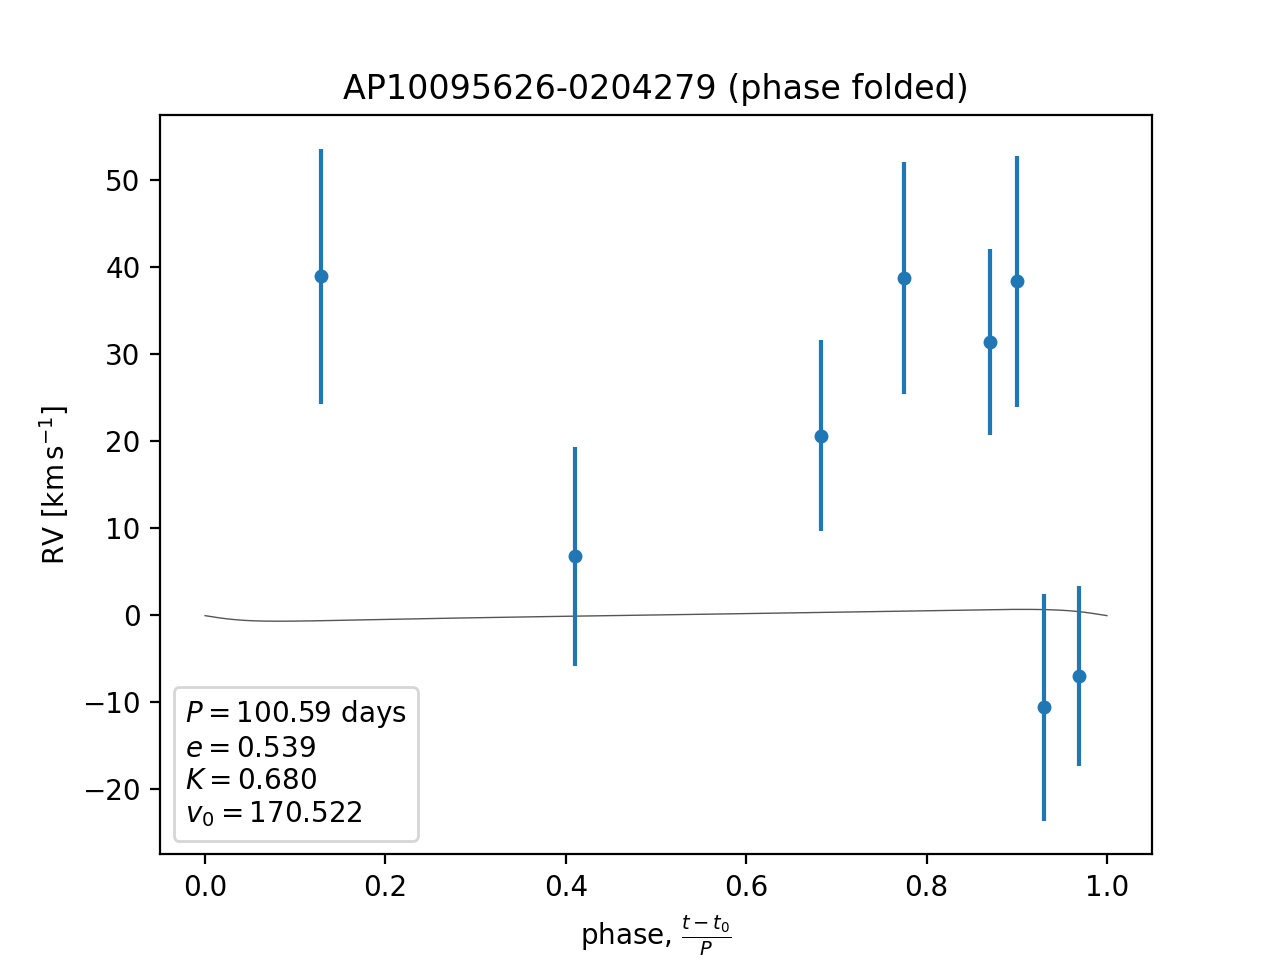 AP10095626-0204279 (phase folded)
RV [km s⁻¹]
50
40
30
20
10
0
−10
−20
P = 100.59 days
e = 0.539
K = 0.680
v₀ = 170.522
0.0 0.2 0.4 0.6 0.8 1.0
phase, (t − t₀)/P